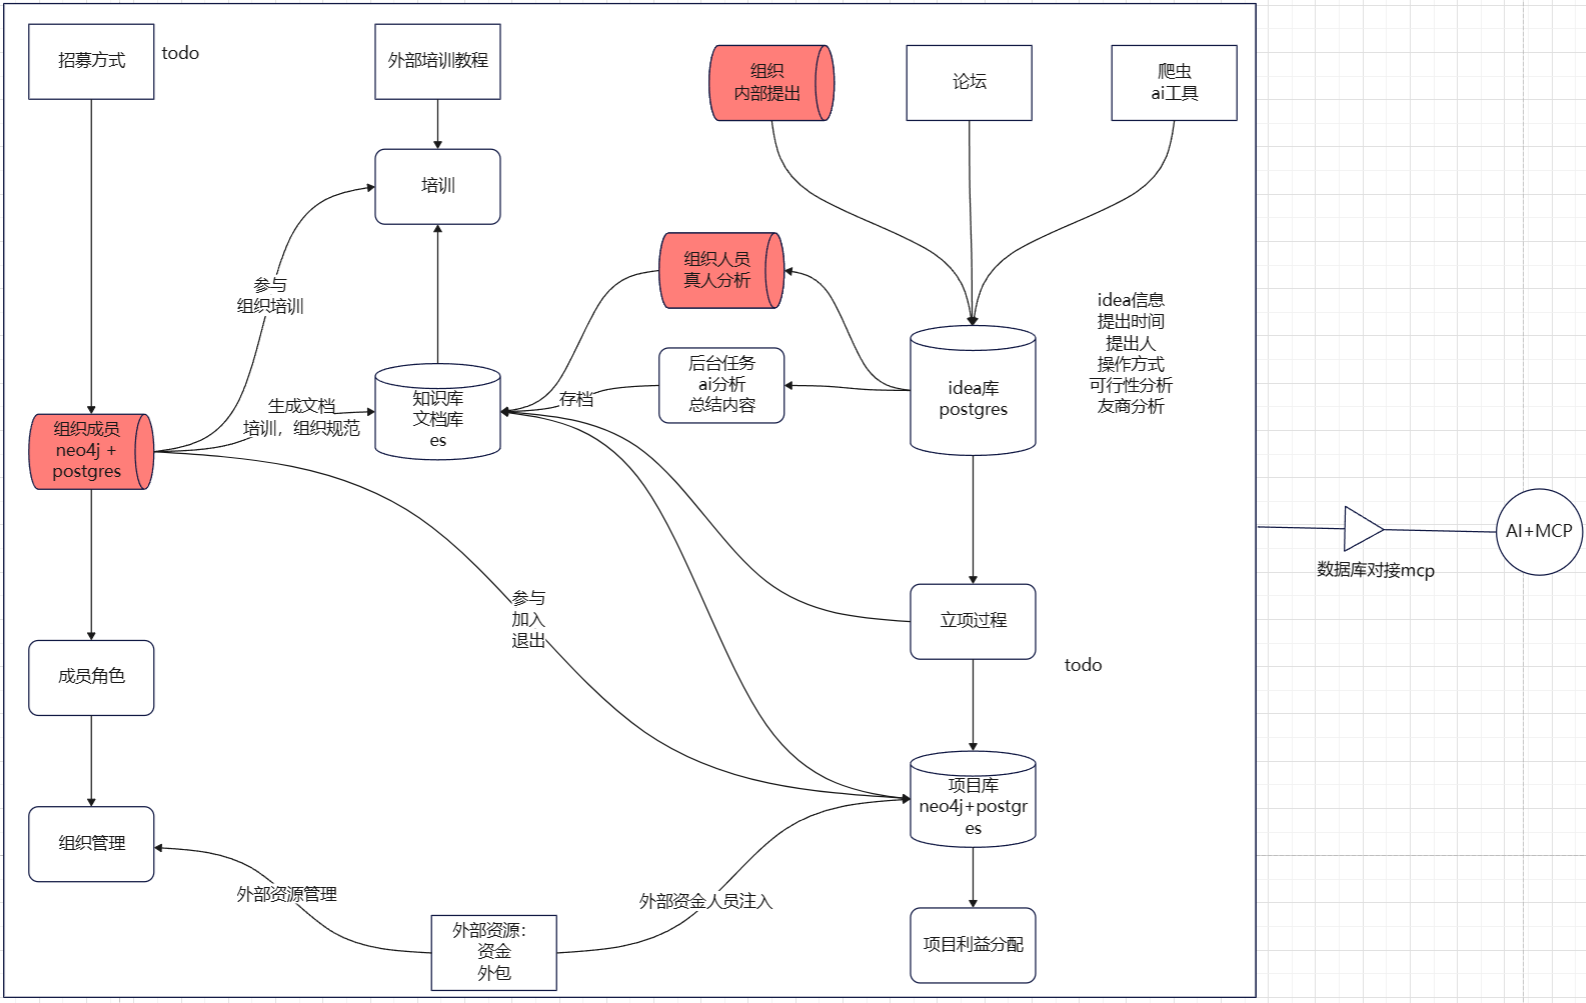 招募方式
todo
外部培训教程
组织
内部提出
论坛
爬虫
ai工具
培训
参与
组织培训
组织人员
真人分析
idea信息
提出时间
提出人
操作方式
可行性分析
友商分析
后台任务
ai分析
总结内容
存档
idea库
postgres
知识库
文档库
es
生成文档
培训，组织规范
组织成员
neo4j +
postgres
AI+MCP
数据库对接mcp
参与
加入
退出
立项过程
todo
成员角色
项目库
neo4j+postgr
es
组织管理
外部资源管理
外部资金人员注入
外部资源：
资金
外包
项目利益分配